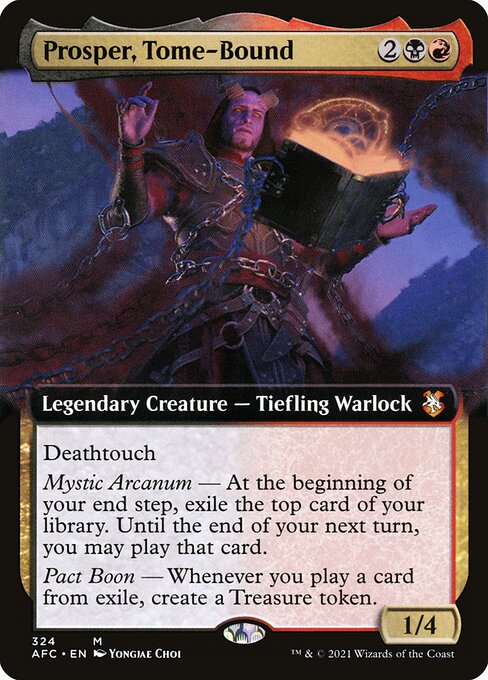 Prosper, Tome-Bound 2
Legendary Creature — Tiefling Warlock
Deathtouch
Mystic Arcanum — At the beginning of
your end step, exile the top card of your
library. Until the end of your next turn,
you may play that card.
Pact Boon — Whenever you play a card
from exile, create a Treasure token.
1/4
324 M
AFC • EN Yongjae Choi
™ & © 2021 Wizards of the Coast